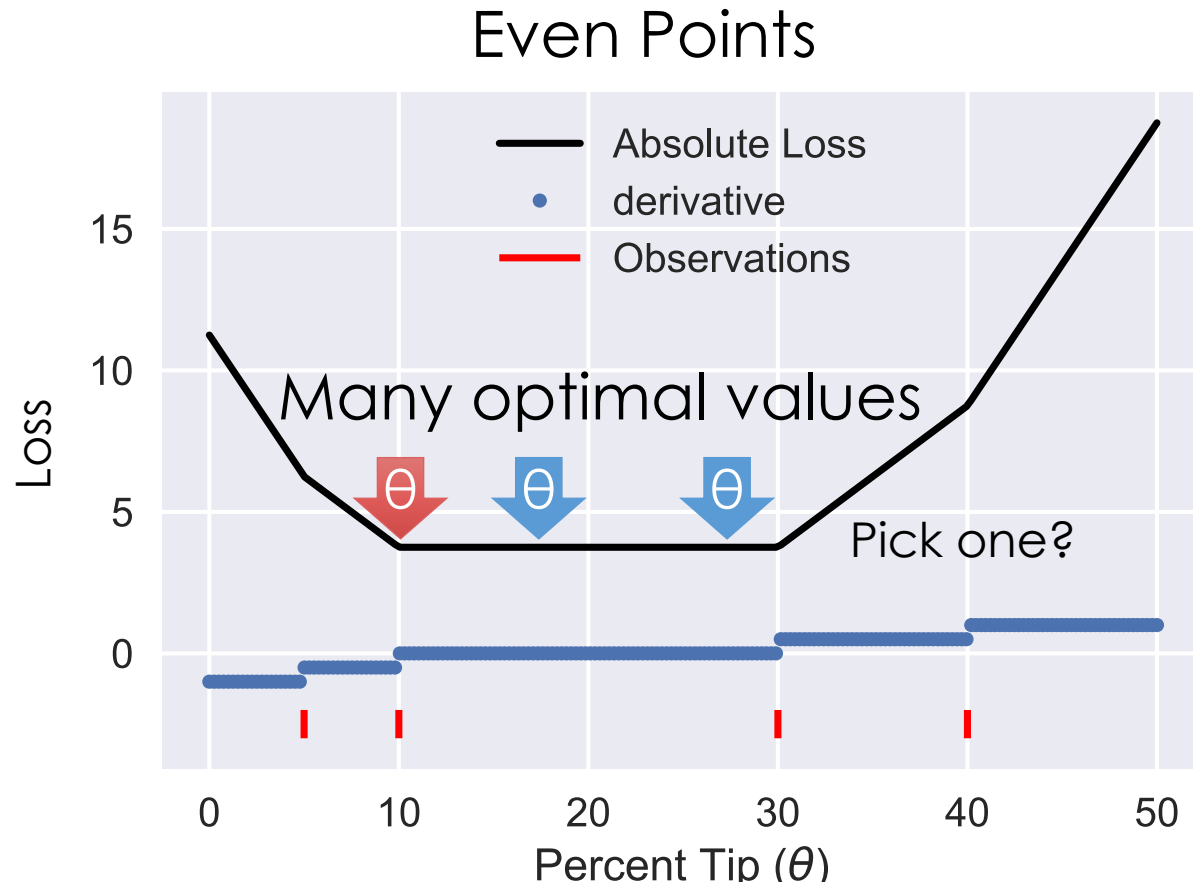 Even Points
Absolute Loss
derivative
Observations
15
10
5
0
Loss
Many optimal values
θ
θ
θ
Pick one?
0
10
20
30
40
50
Percent Tip (θ)